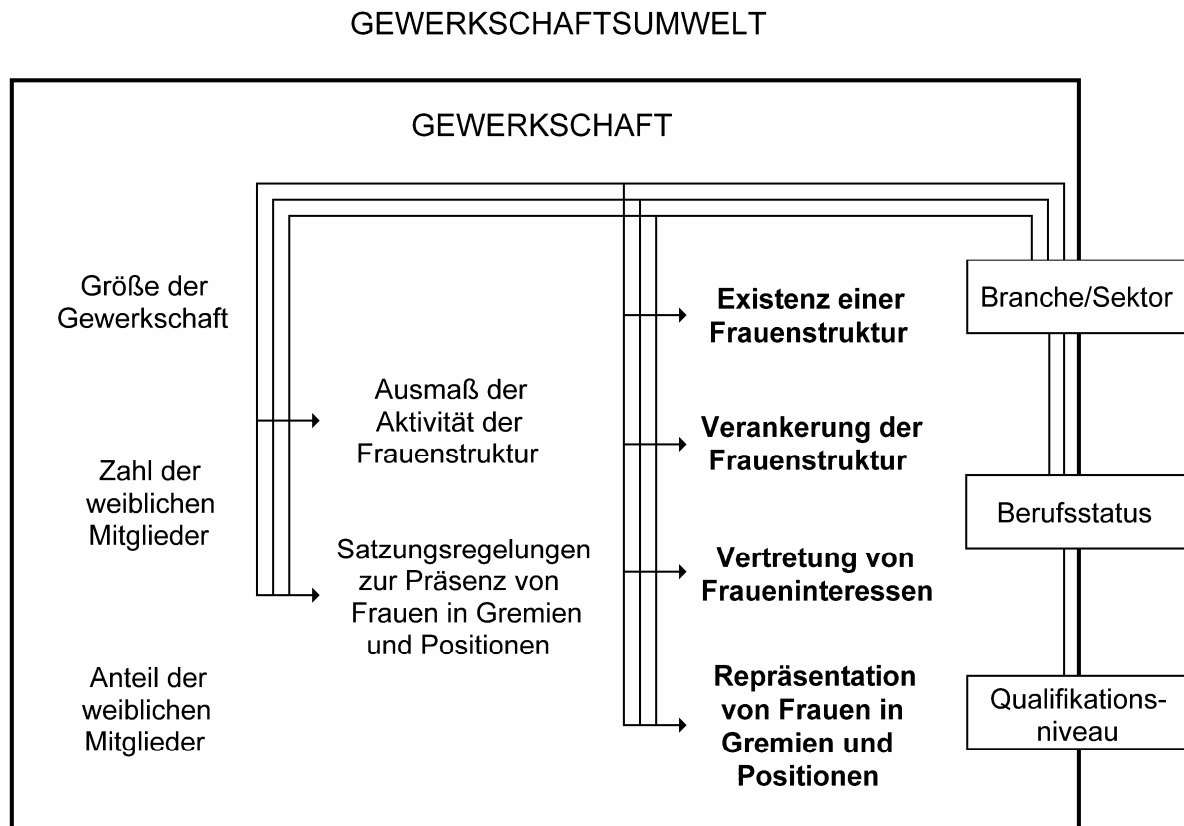 GEWERKSCHAFTSUMWELT
GEWERKSCHAFT
Größe der
Gewerkschaft
Zahl der
weiblichen
Mitglieder
Anteil der
weiblichen
Mitglieder
Ausmaß der
Aktivität der
Frauenstruktur
Satzungsregelungen
zur Präsenz von
Frauen in Gremien
und Positionen
Existenz einer
Frauenstruktur
Verankerung der
Frauenstruktur
Vertretung von
Fraueninteressen
Repräsentation
von Frauen in
Gremien und
Positionen
Branche/Sektor
Berufsstatus
Qualifikations-
niveau